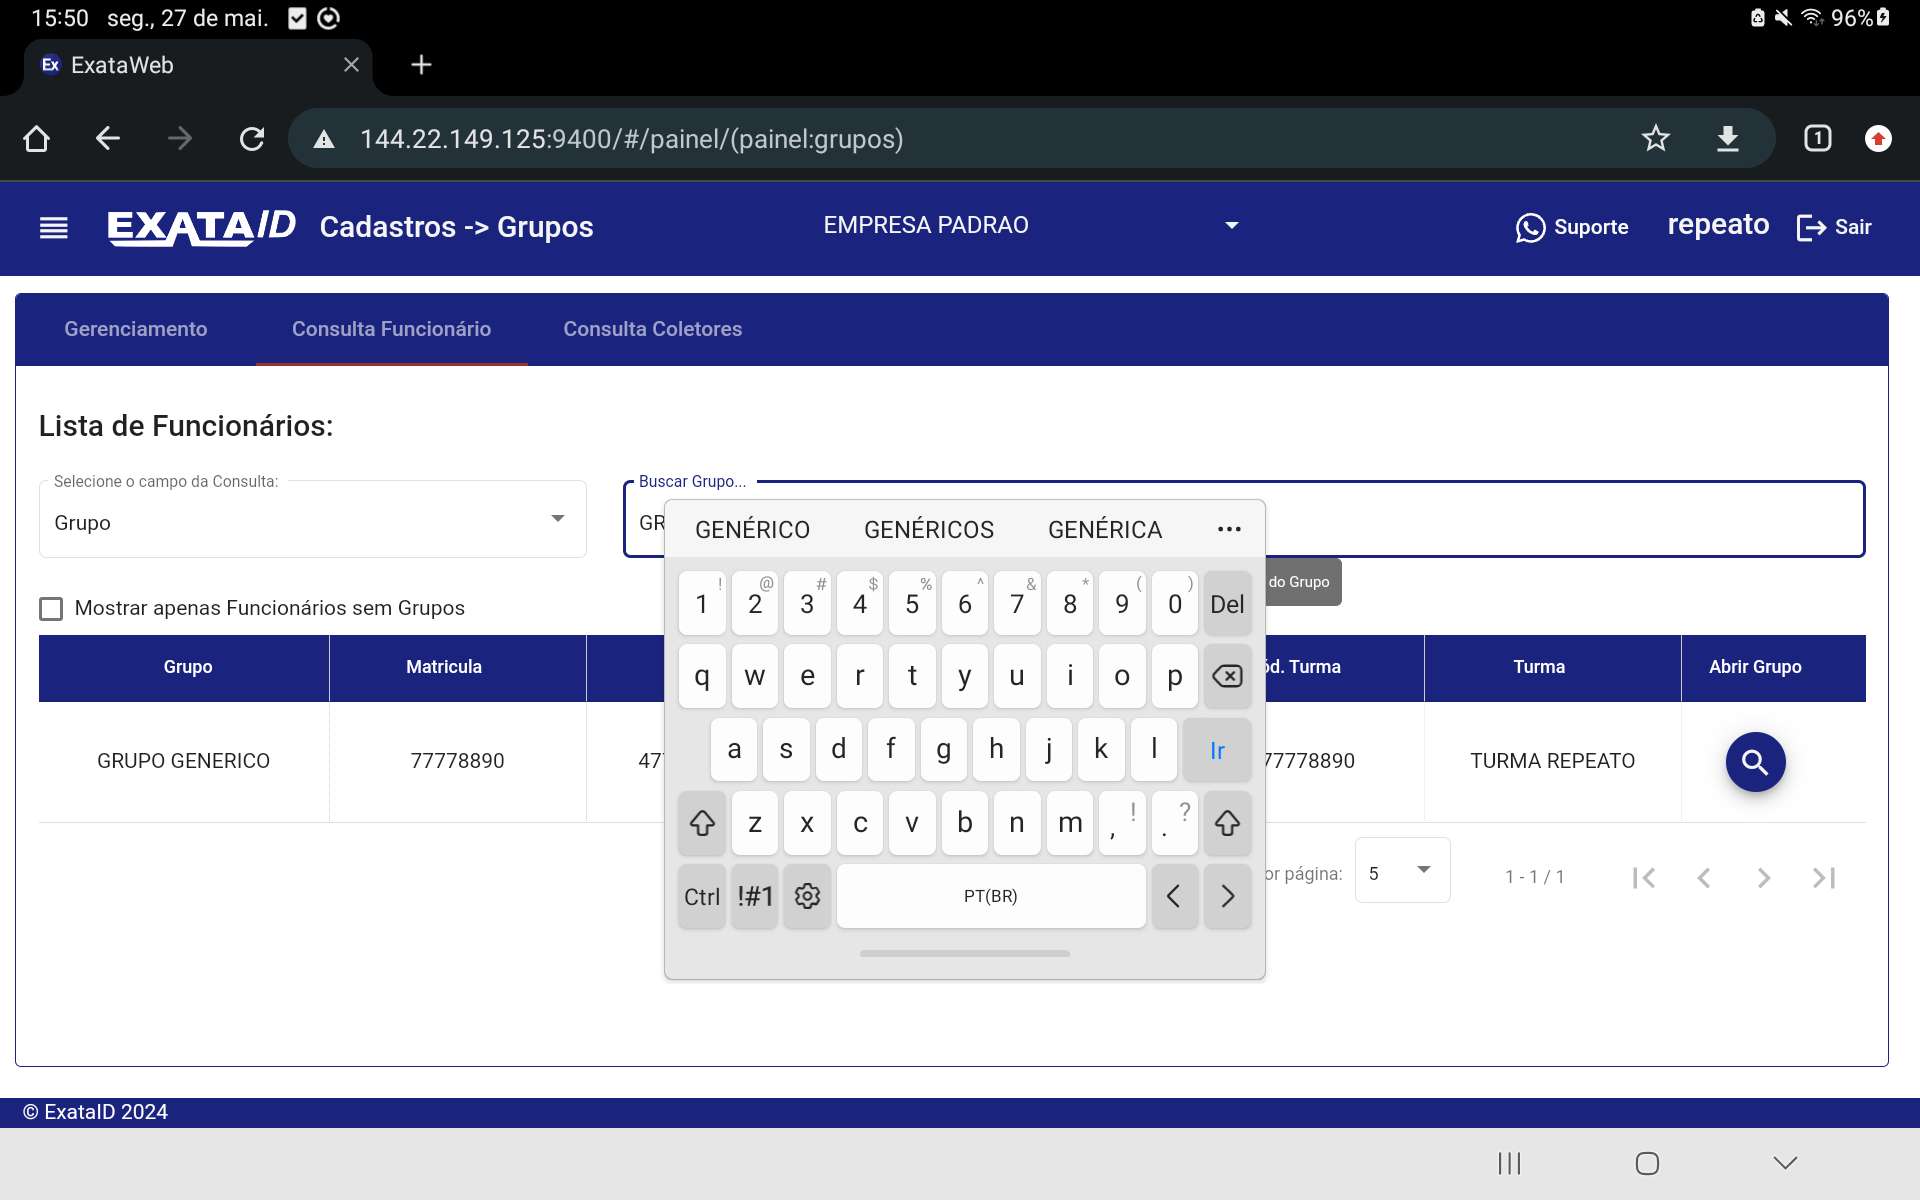 15:50 seg., 27 de mai. 96%
Ex ExataWeb
144.22.149.125:9400/#/painel/(painel:grupos) 1
EXATAID Cadastros -> Grupos EMPRESA PADRAO Suporte repeato Sair
Gerenciamento Consulta Funcionário Consulta Coletores
Lista de Funcionários:
Selecione o campo da Consulta: Buscar Grupo...
Grupo GR
GENÉRICO GENÉRICOS GENÉRICA •••
do Grupo
! @ # $ % ^ & * ( )
1 2 3 4 5 6 7 8 9 0 Del
Mostrar apenas Funcionários sem Grupos
Grupo Matricula d. Turma Turma Abrir Grupo
q w e r t y u i o p
a s d f g h j k l Ir
GRUPO GENERICO 77778890 47 77778890 TURMA REPEATO
z x c v b n m , ! . ?
or página: 5 1 - 1 / 1
Ctrl !#1 PT(BR)
© ExataID 2024